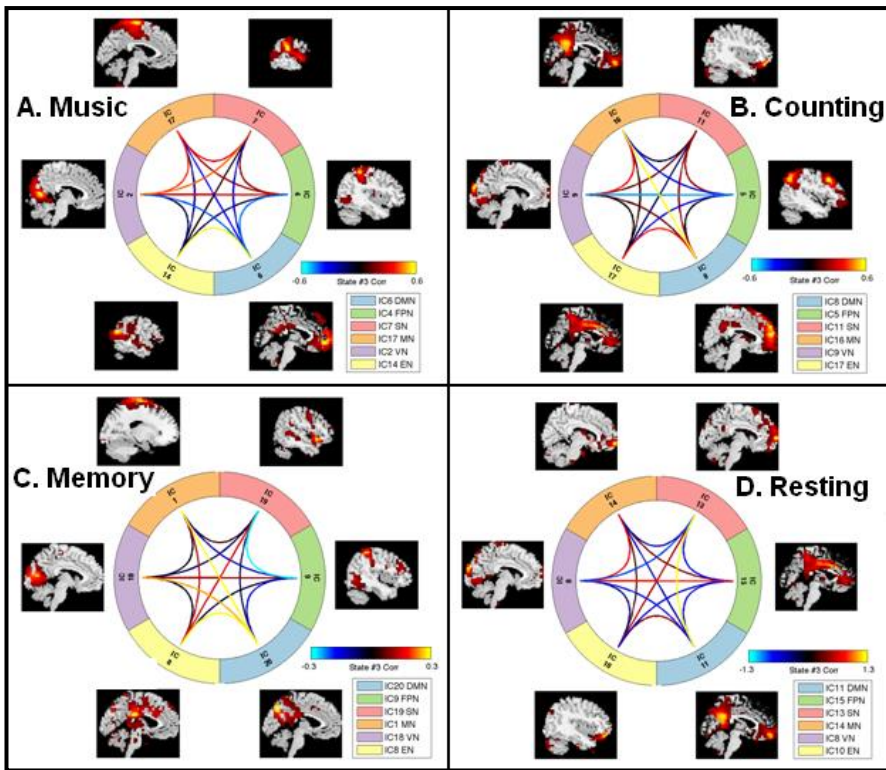 A. Music
IC
17
IC
7
IC
2
IC
4
IC
14
IC
6
-0.6
State #3 Corr
0.6
IC6 DMN
IC4 FPN
IC7 SN
IC17 MN
IC2 VN
IC14 EN
B. Counting
IC
16
IC
11
IC
9
IC
5
IC
17
IC
8
-0.6
State #3 Corr
0.6
IC8 DMN
IC5 FPN
IC11 SN
IC16 MN
IC9 VN
IC17 EN
C. Memory
IC
1
IC
19
IC
18
IC
9
IC
8
IC
20
-0.3
State #3 Corr
0.3
IC20 DMN
IC9 FPN
IC19 SN
IC1 MN
IC18 VN
IC8 EN
D. Resting
IC
14
IC
13
IC
8
IC
15
IC
10
IC
11
-1.3
State #3 Corr
1.3
IC11 DMN
IC15 FPN
IC13 SN
IC14 MN
IC8 VN
IC10 EN